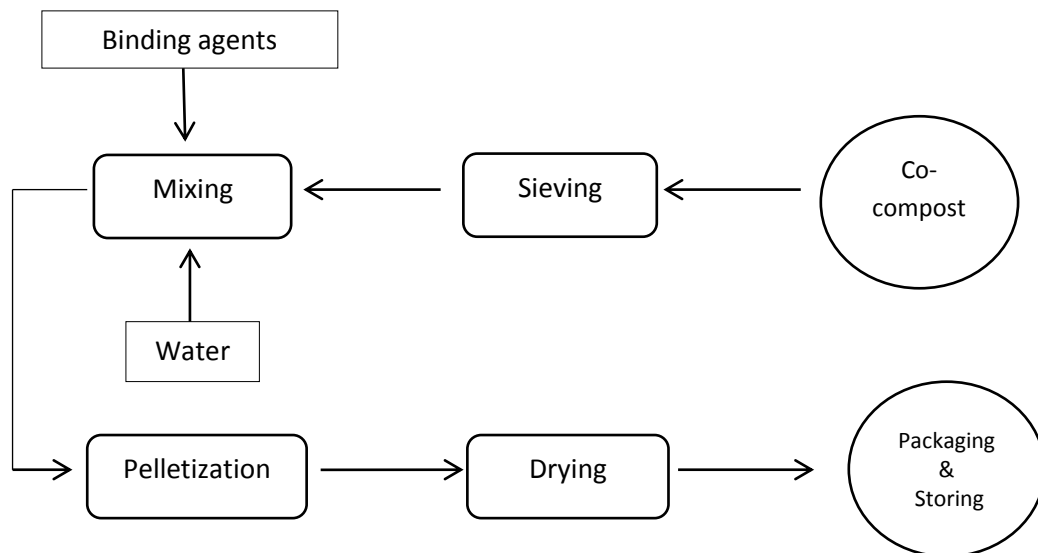 Binding agents
Mixing
Sieving
Co-
compost
Water
Pelletization
Drying
Packaging
&
Storing